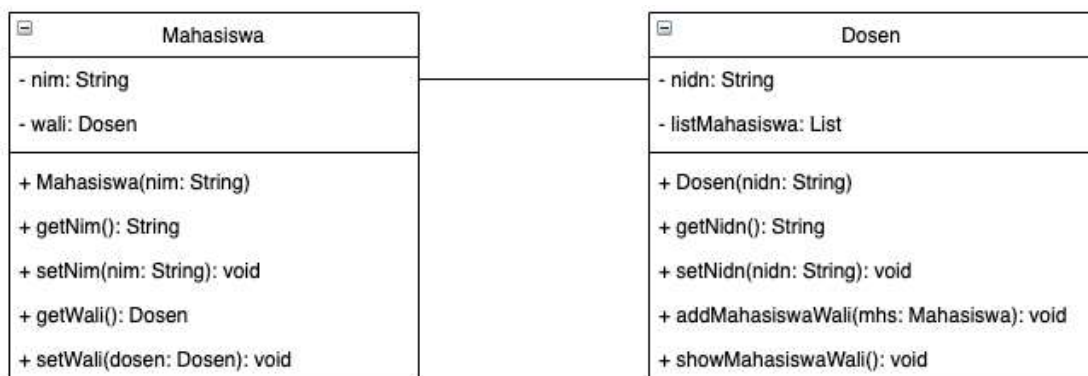 Mahasiswa
- nim: String
- wali: Dosen
+ Mahasiswa(nim: String)
+ getNim(): String
+ setNim(nim: String): void
+ getWali(): Dosen
+ setWali(dosen: Dosen): void
Dosen
- nidn: String
- listMahasiswa: List
+ Dosen(nidn: String)
+ getNidn(): String
+ setNidn(nidn: String): void
+ addMahasiswaWali(mhs: Mahasiswa): void
+ showMahasiswaWali(): void